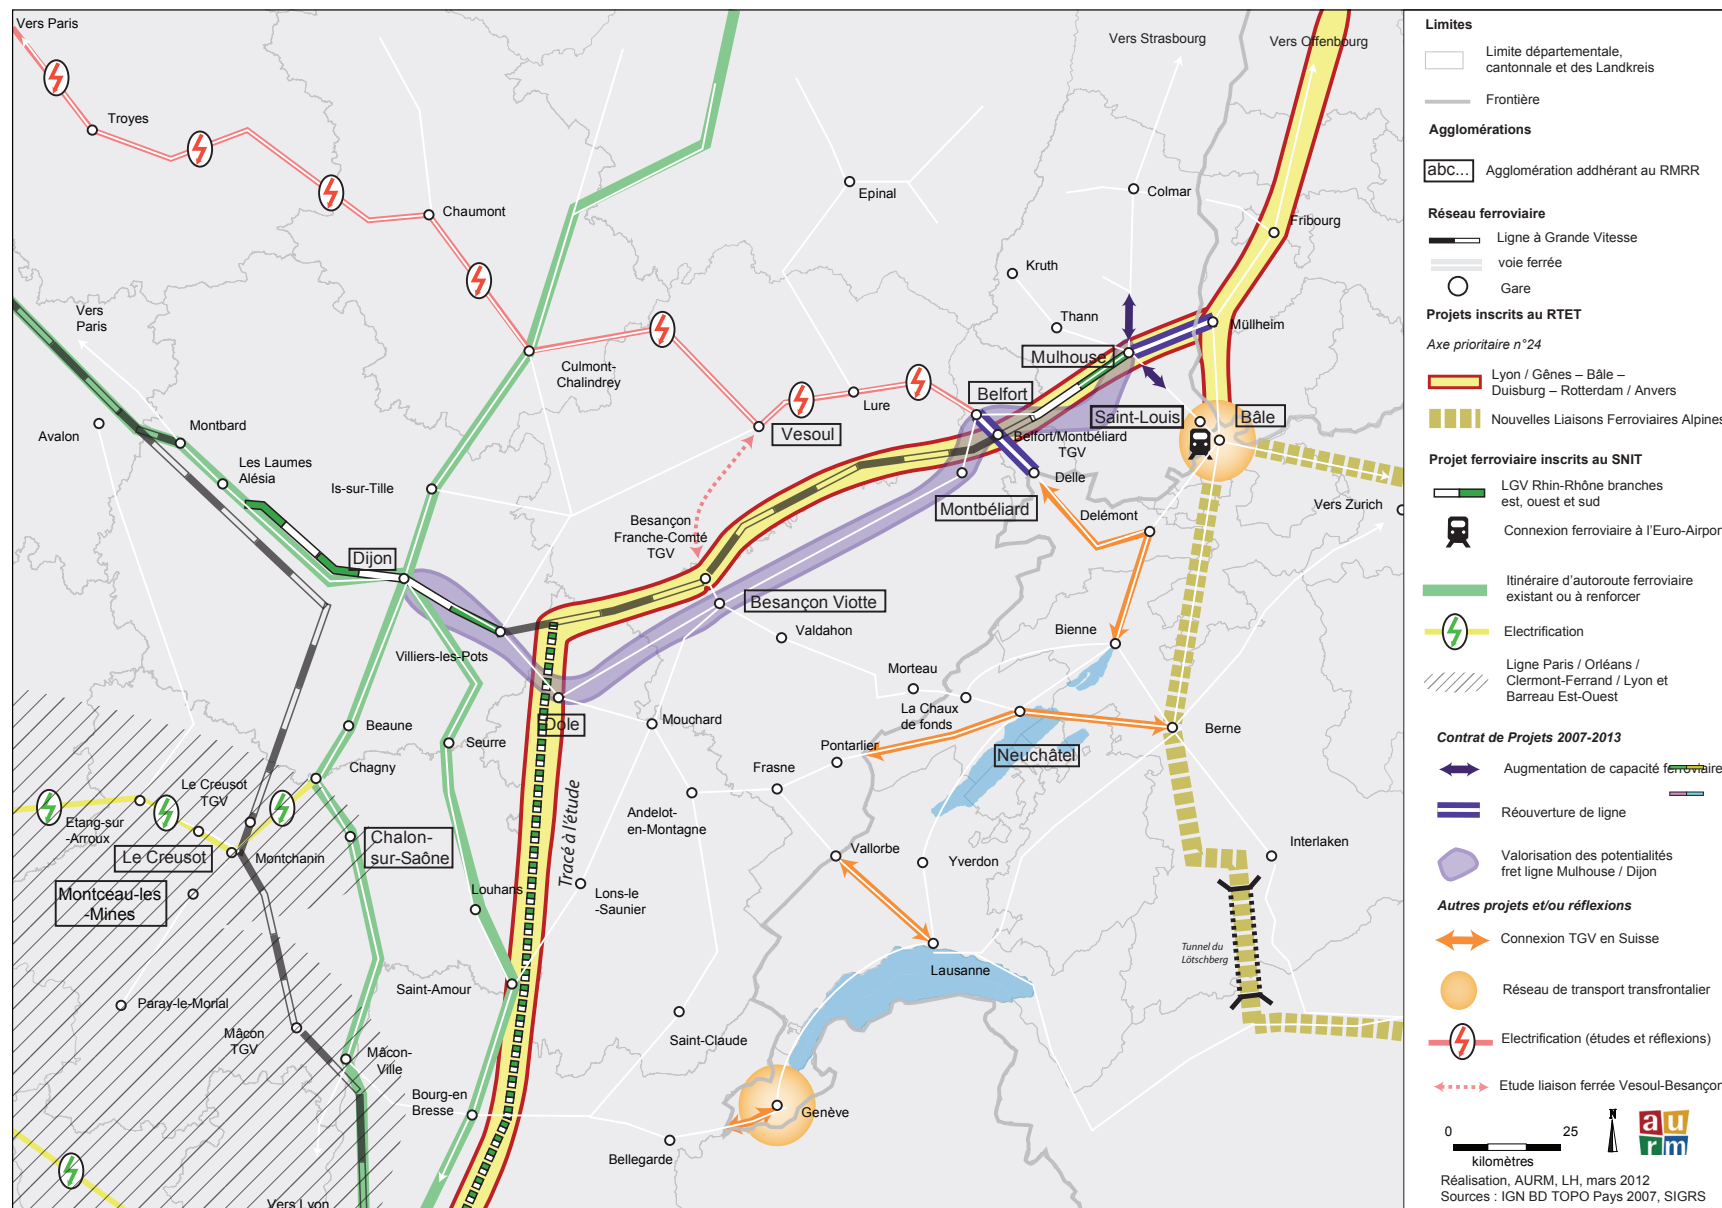 Vers Paris
Vers Strasbourg
Vers Offenbourg
Troyes
Chaumont
Epinal
Colmar
Fribourg
Kruth
Thann
Müllheim
Mulhouse
Vers
Paris
Culmont-
Chalindrey
Lure
Belfort
Saint-Louis
Bâle
Avalon
Montbard
Vesoul
Belfort/Montbéliard
TGV
Les Laumes
Alésia
Is-sur-Tille
Delle
Montbéliard
Vers Zurich
Besançon
Franche-Comté
TGV
Delémont
Dijon
Besançon Viotte
Villiers-les-Pots
Valdahon
Bienne
Morteau
La Chaux
de fonds
Dole
Mouchard
Beaune
Seurre
Pontarlier
Neuchâtel
Berne
Chagny
Frasne
Le Creusot
TGV
Etang-sur
-Arroux
Andelot-
en-Montagne
Tracé à l'étude
Chalon-
sur-Saône
Le Creusot
Montchanin
Vallorbe
Yverdon
Interlaken
Montceau-les
-Mines
Louhans
Lons-le
-Saunier
Tunnel du
Lötschberg
Lausanne
Saint-Amour
Paray-le-Morial
Mâcon
TGV
Saint-Claude
Mâcon-
Ville
Bourg-en
Bresse
Genève
Bellegarde
Vers Lyon
Limites
Limite départementale,
cantonnale et des Landkreis
Frontière
Agglomérations
abc...
Agglomération addhérant au RMRR
Réseau ferroviaire
Ligne à Grande Vitesse
voie ferrée
Gare
Projets inscrits au RTET
Axe prioritaire n°24
Lyon / Gênes – Bâle –
Duisburg – Rotterdam / Anvers
Nouvelles Liaisons Ferroviaires Alpines
Projet ferroviaire inscrits au SNIT
LGV Rhin-Rhône branches
est, ouest et sud
Connexion ferroviaire à l'Euro-Airport
Itinéraire d'autoroute ferroviaire
existant ou à renforcer
Electrification
Ligne Paris / Orléans /
Clermont-Ferrand / Lyon et
Barreau Est-Ouest
Contrat de Projets 2007-2013
Augmentation de capacité ferroviaire
Réouverture de ligne
Valorisation des potentialités
fret ligne Mulhouse / Dijon
Autres projets et/ou réflexions
Connexion TGV en Suisse
Réseau de transport transfrontalier
Electrification (études et réflexions)
Etude liaison ferrée Vesoul-Besançon
0 25
kilomètres
N
au
rm
Réalisation, AURM, LH, mars 2012
Sources : IGN BD TOPO Pays 2007, SIGRS